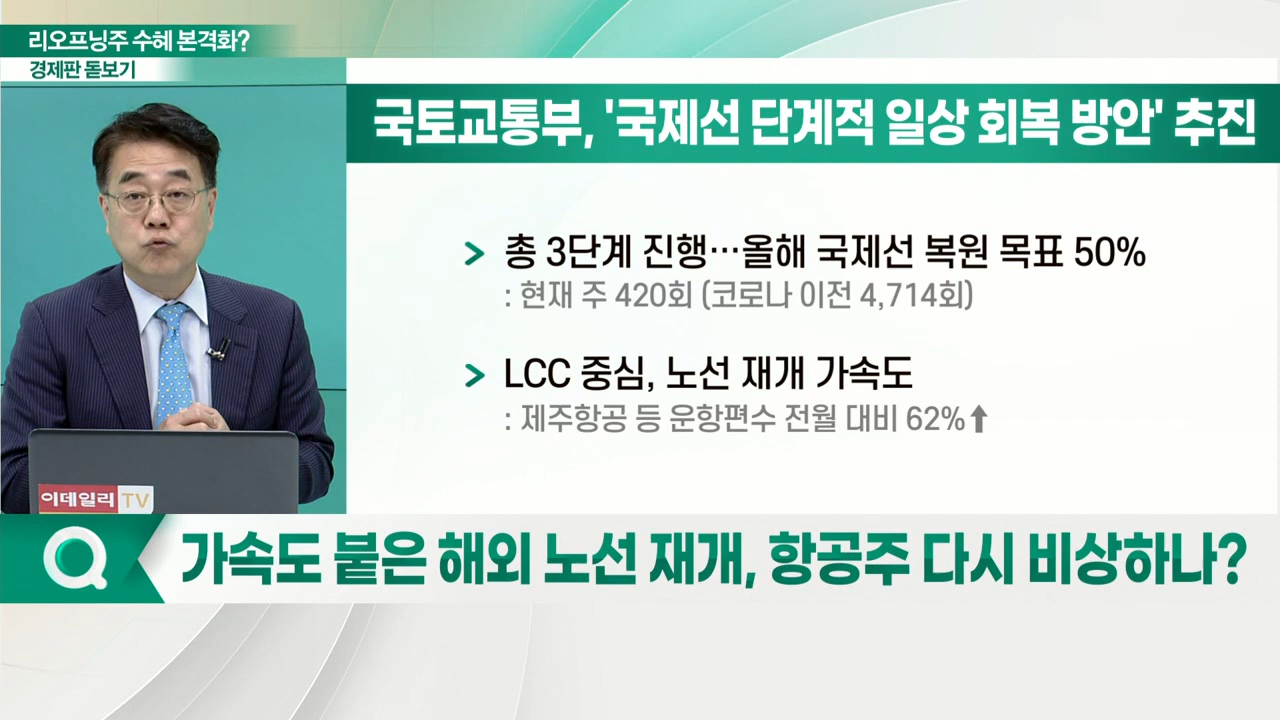 리오프닝주 수혜 본격화?
경제판 돋보기
국토교통부, '국제선 단계적 일상 회복 방안' 추진
> 총 3단계 진행…올해 국제선 복원 목표 50%
: 현재 주 420회 (코로나 이전 4,714회)
> LCC 중심, 노선 재개 가속도
: 제주항공 등 운항편수 전월 대비 62%⬆
이데일리 TV
Q 가속도 붙은 해외 노선 재개, 항공주 다시 비상하나?